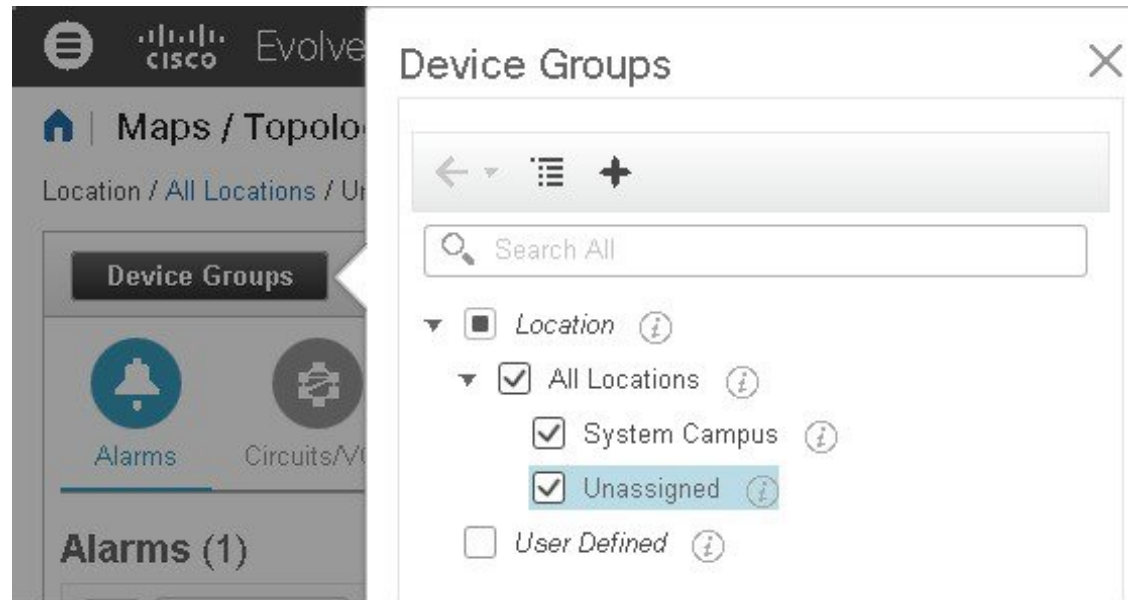 cisco Evolve
Device Groups
Maps / Topolo
Location / All Locations / Un
Device Groups
Search All
Location
All Locations
System Campus
Unassigned
User Defined
Alarms
Circuits/V
Alarms (1)